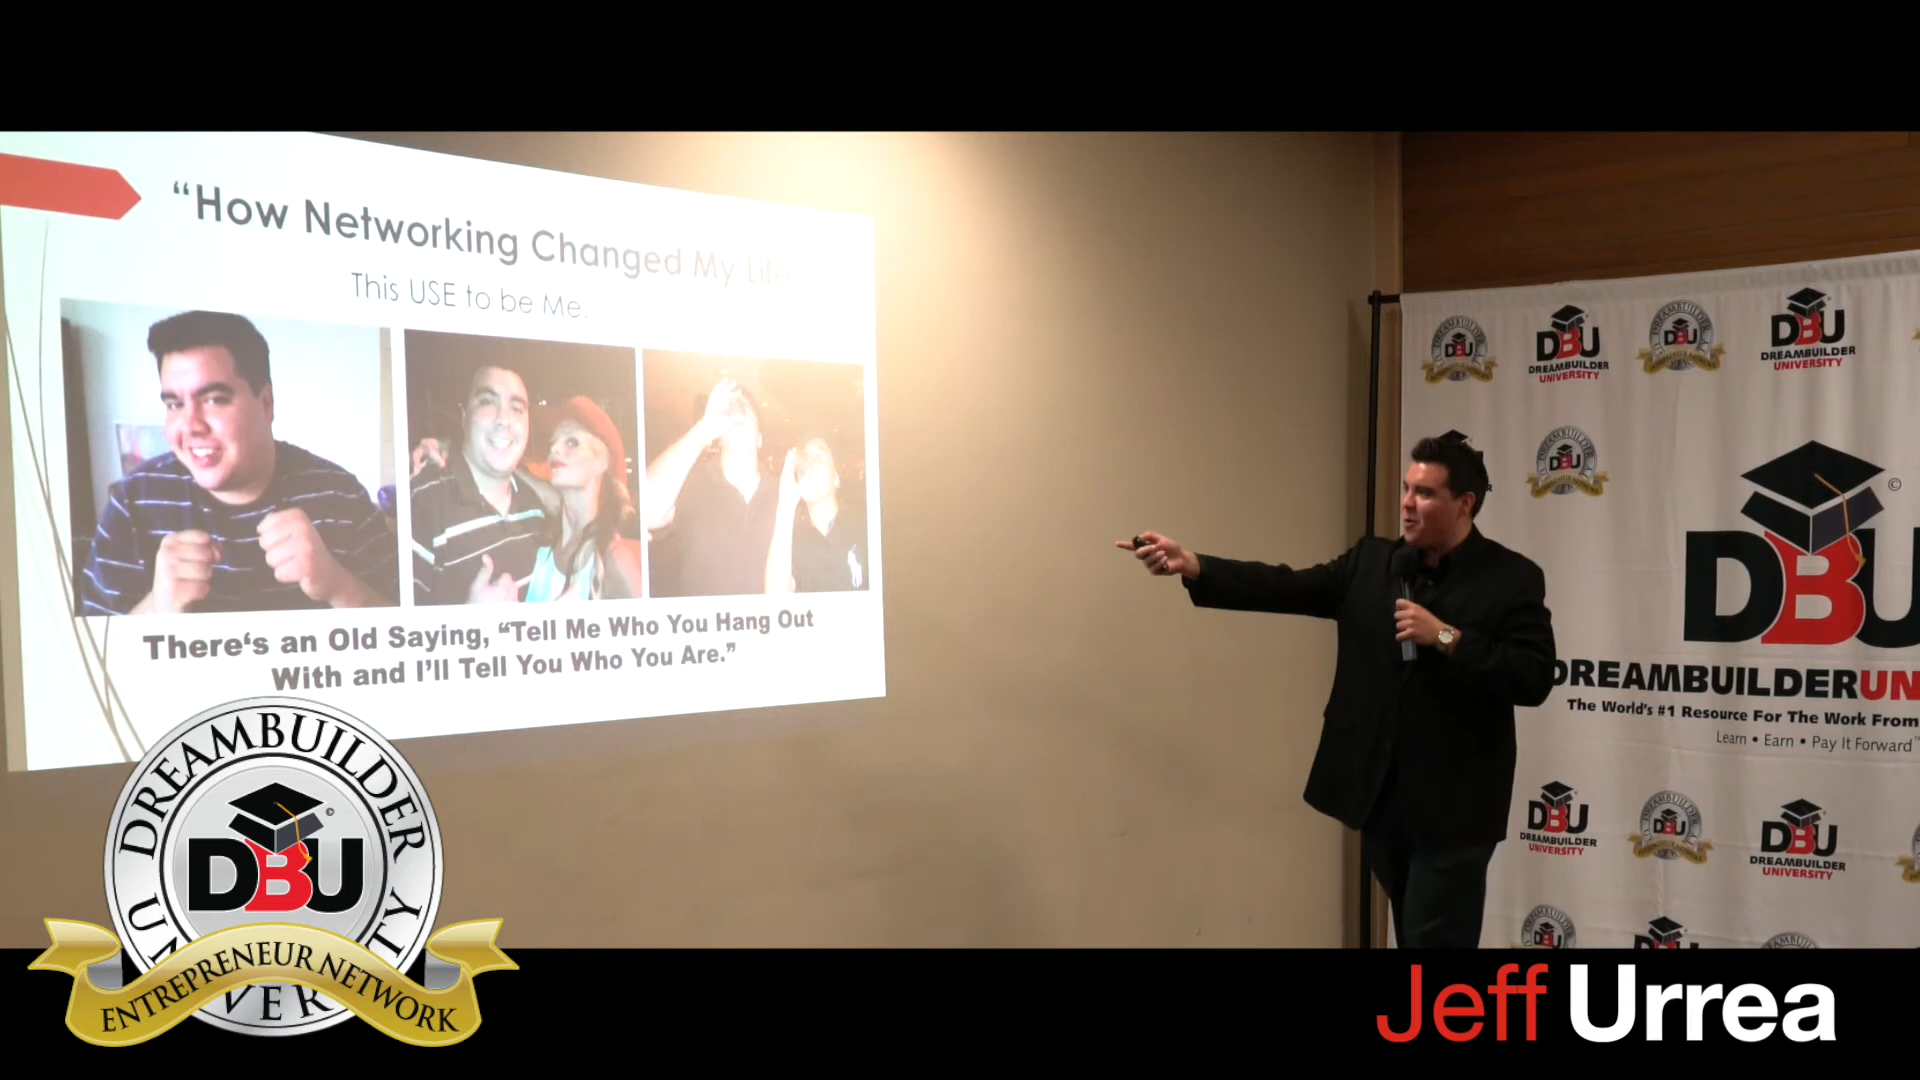 “How Networking Changed My Life
This USE to be Me.
There‘s an Old Saying, “Tell Me Who You Hang Out
With and I’ll Tell You Who You Are.”
DREAMBUILDER
DBU
©
ENTREPRENEUR NETWORK
DBU
DREAMBUILDER
UNIVERSITY
DBU
DREAMBUILDER
UNIVERSITY
DBU
©
DREAMBUILDERUN
The World’s #1 Resource For The Work From
Learn • Earn • Pay It Forward™
DBU
DREAMBUILDER
UNIVERSITY
DBU
DREAMBUILDER
UNIVERSITY
Jeff Urrea